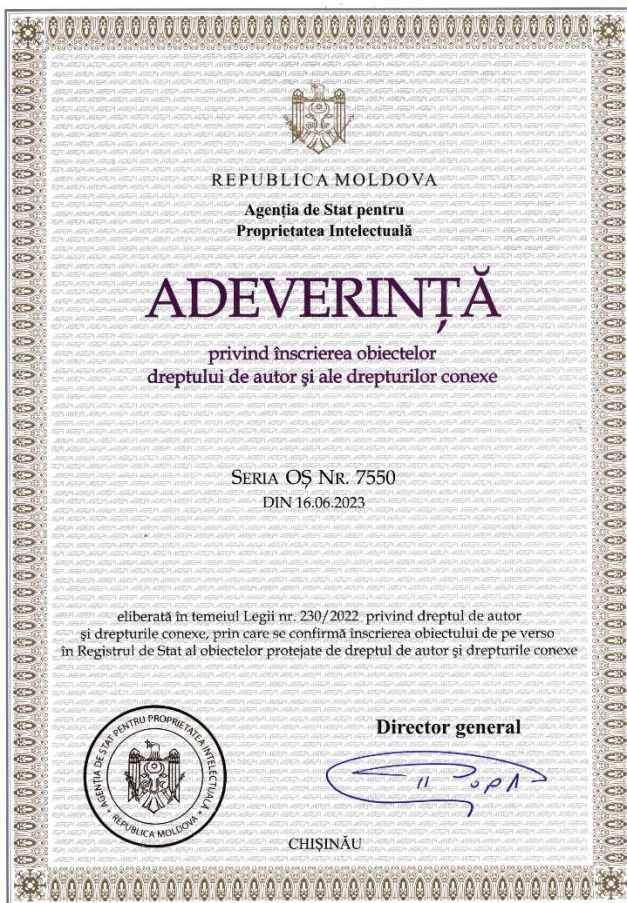 REPUBLICA MOLDOVA
Agenția de Stat pentru
Proprietatea Intelectuală
ADEVERINȚĂ
privind înscrierea obiectelor
dreptului de autor și ale drepturilor conexe
SERIA OȘ NR. 7550
DIN 16.06.2023
eliberată în temeiul Legii nr. 230/2022 privind dreptul de autor
și drepturile conexe, prin care se confirmă înscrierea obiectului de pe verso
în Registrul de Stat al obiectelor protejate de dreptul de autor și drepturile conexe
AGENȚIA DE STAT PENTRU PROPRIETATEA INTELECTUALĂ
REPUBLICA MOLDOVA
Director general
CHIȘINĂU